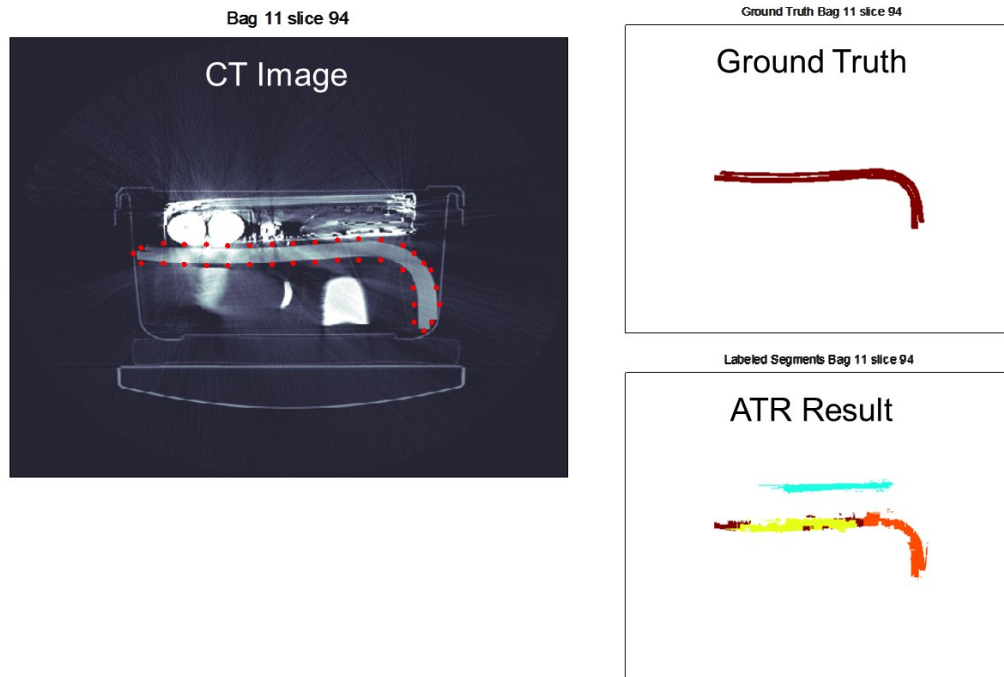 Bag 11 slice 94
CT Image
Ground Truth Bag 11 slice 94
Ground Truth
Labeled Segments Bag 11 slice 94
ATR Result